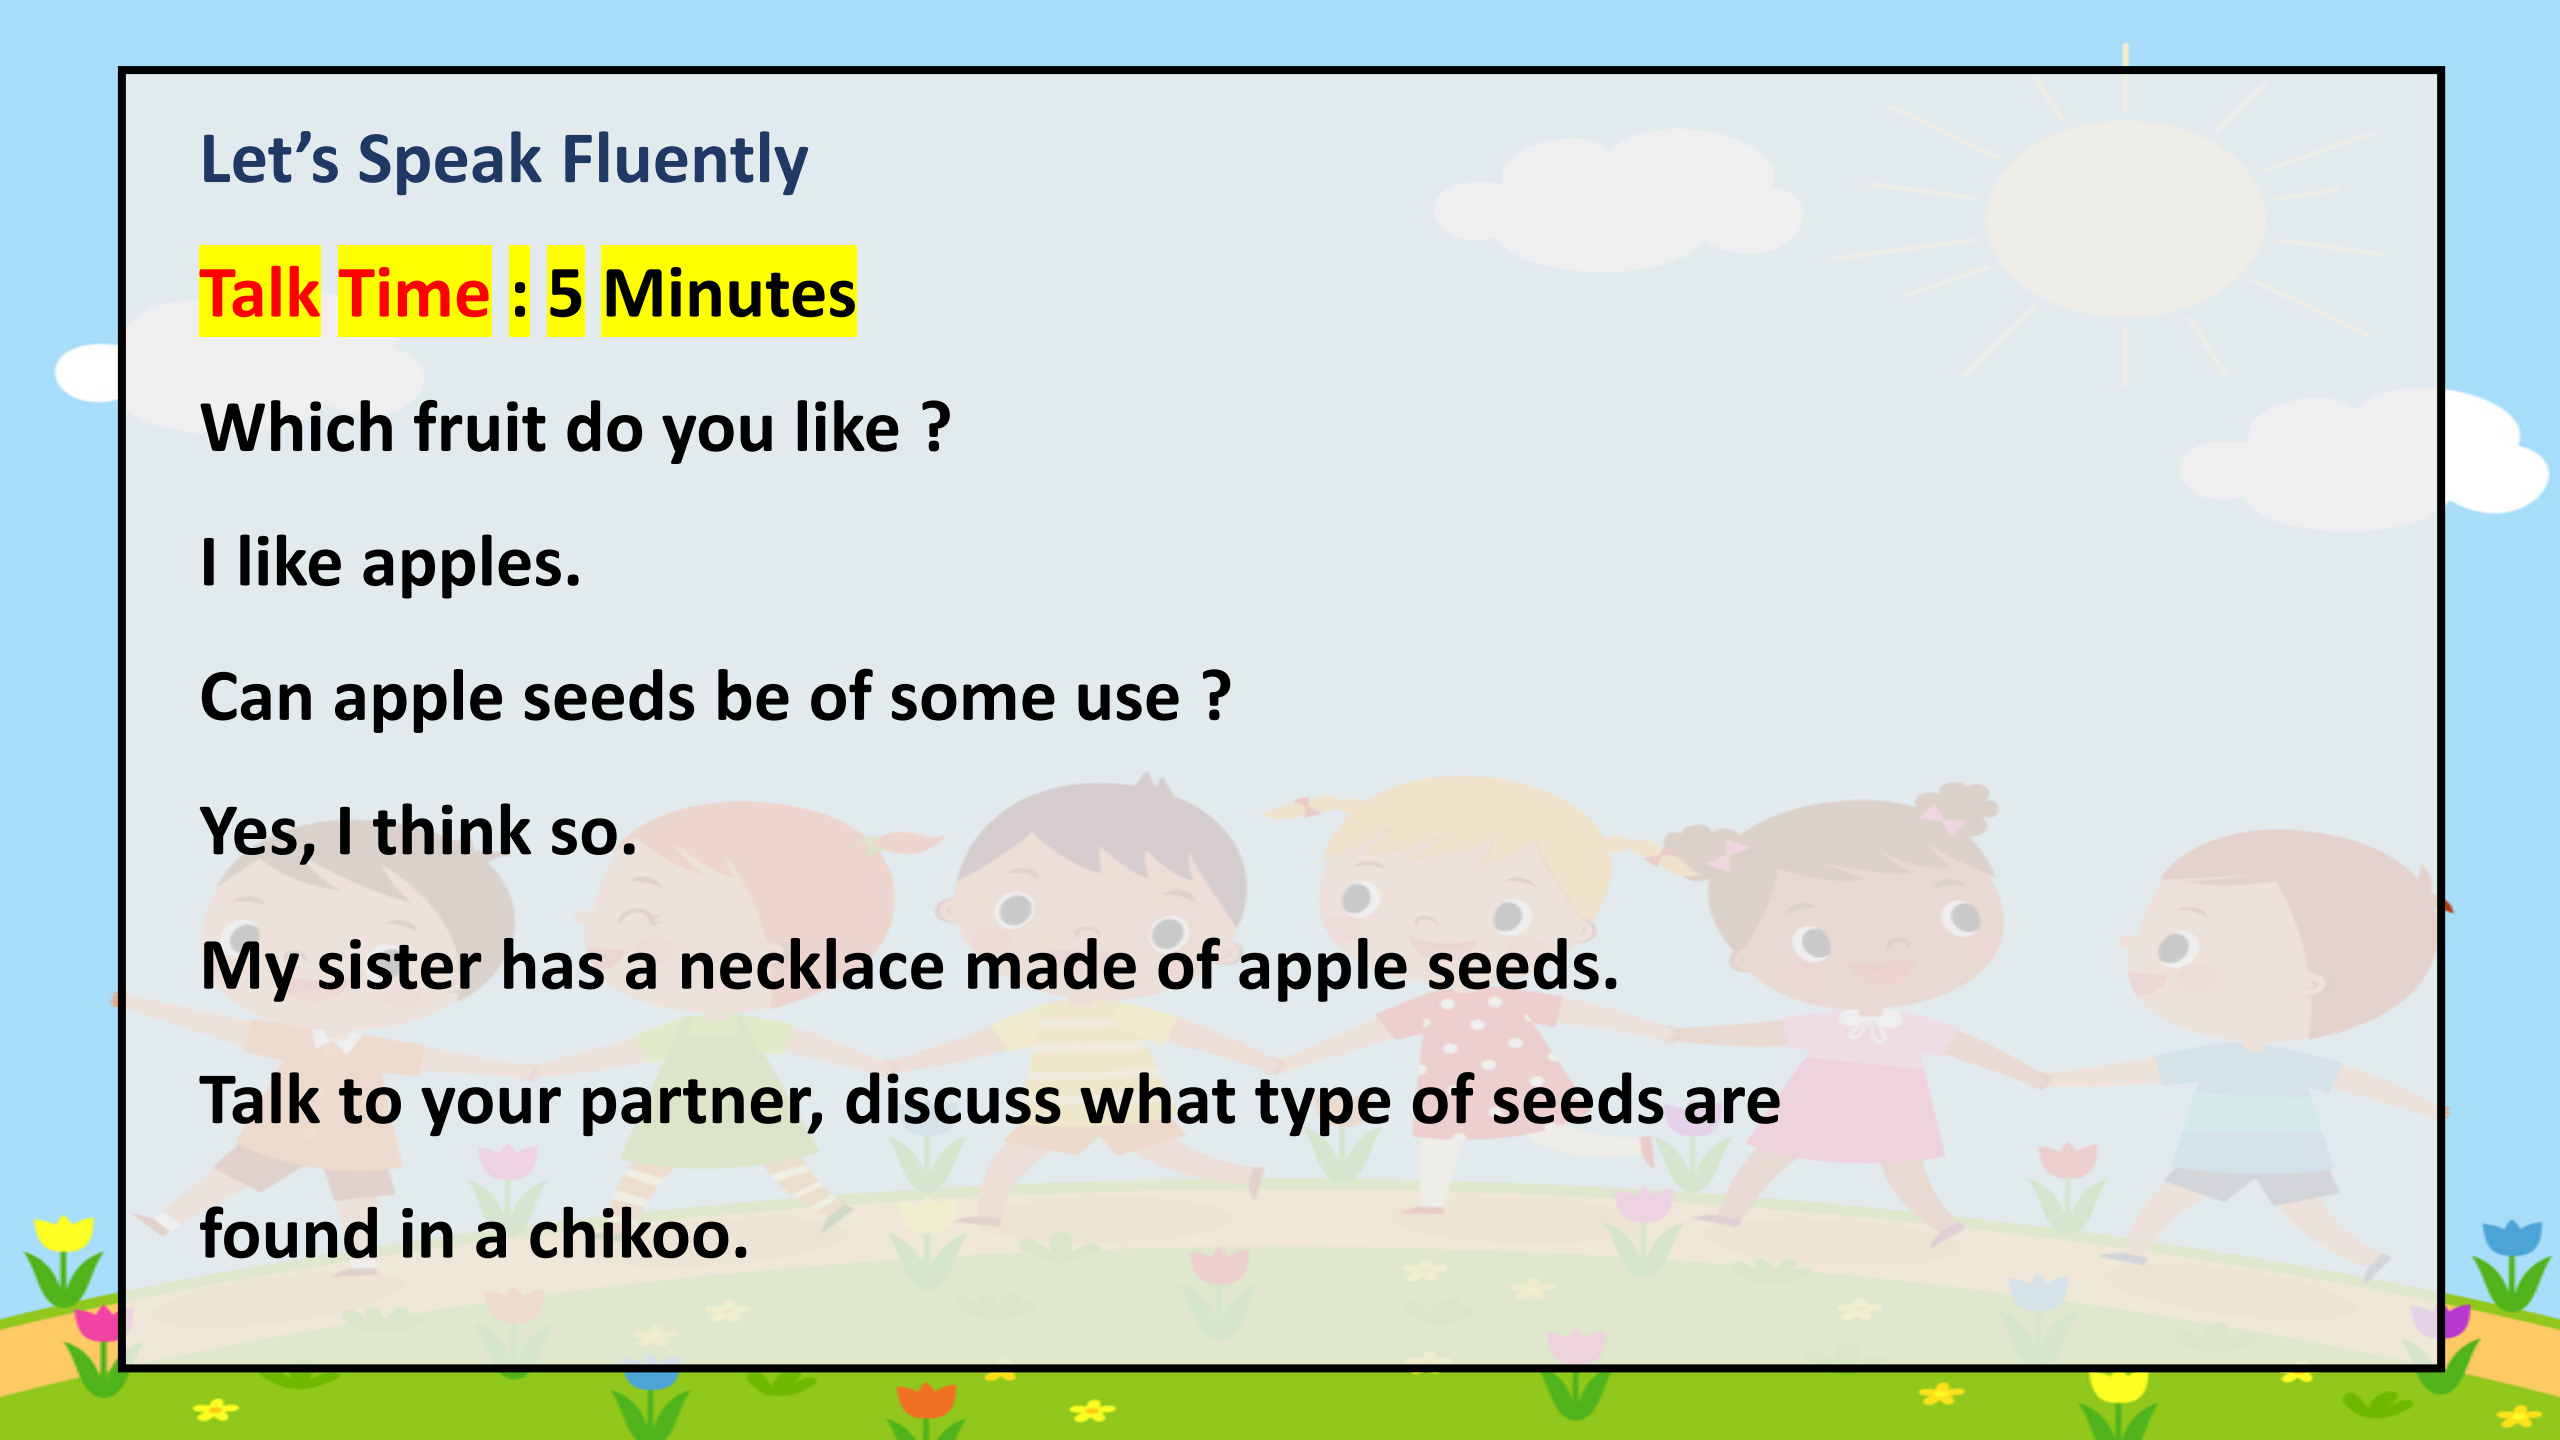 Let’s Speak Fluently
Talk Time : 5 Minutes
Which fruit do you like ?
I like apples.
Can apple seeds be of some use ?
Yes, I think so.
My sister has a necklace made of apple seeds.
Talk to your partner, discuss what type of seeds are
found in a chikoo.